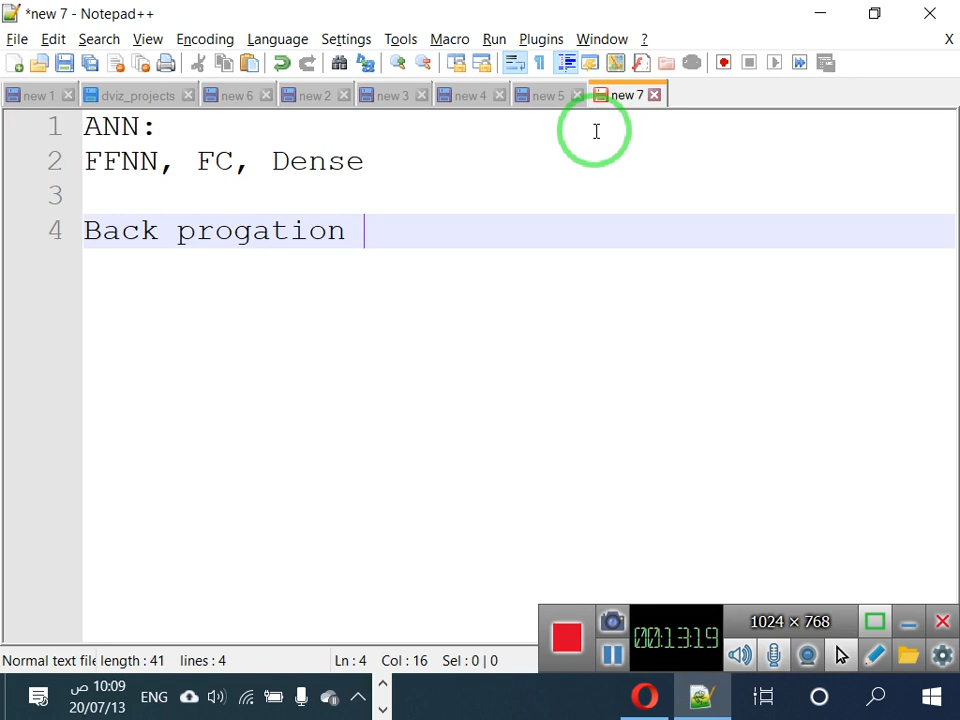 *new 7 - Notepad++
File Edit Search View Encoding Language Settings Tools Macro Run Plugins Window ? X
new 1 dviz_projects new 6 new 2 new 3 new 4 new 5 new 7
1 ANN:
2 FFNN, FC, Dense
3
4 Back progation
00:13:19
1024 × 768
Normal text file length : 41 lines : 4 Ln : 4 Col : 16 Sel : 0 | 0
10:09 ص
ENG
20/07/13